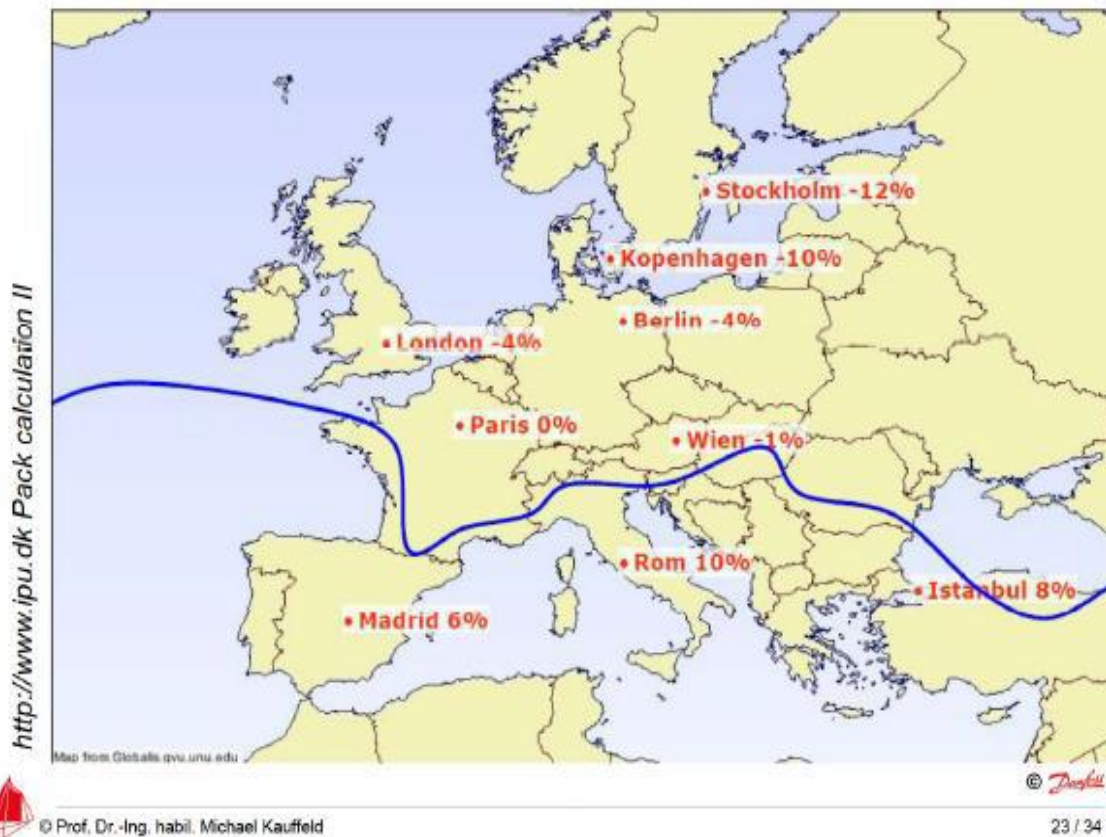 http://www.ipu.dk Pack calculation II
Stockholm -12%
Kopenhagen -10%
Berlin -4%
London -4%
Paris 0%
Wien -1%
Rom 10%
Istanbul 8%
Madrid 6%
Map from Globalis.gvu.unu.edu
© Danfoss
© Prof. Dr.-Ing. habil. Michael Kauffeld
23 / 34